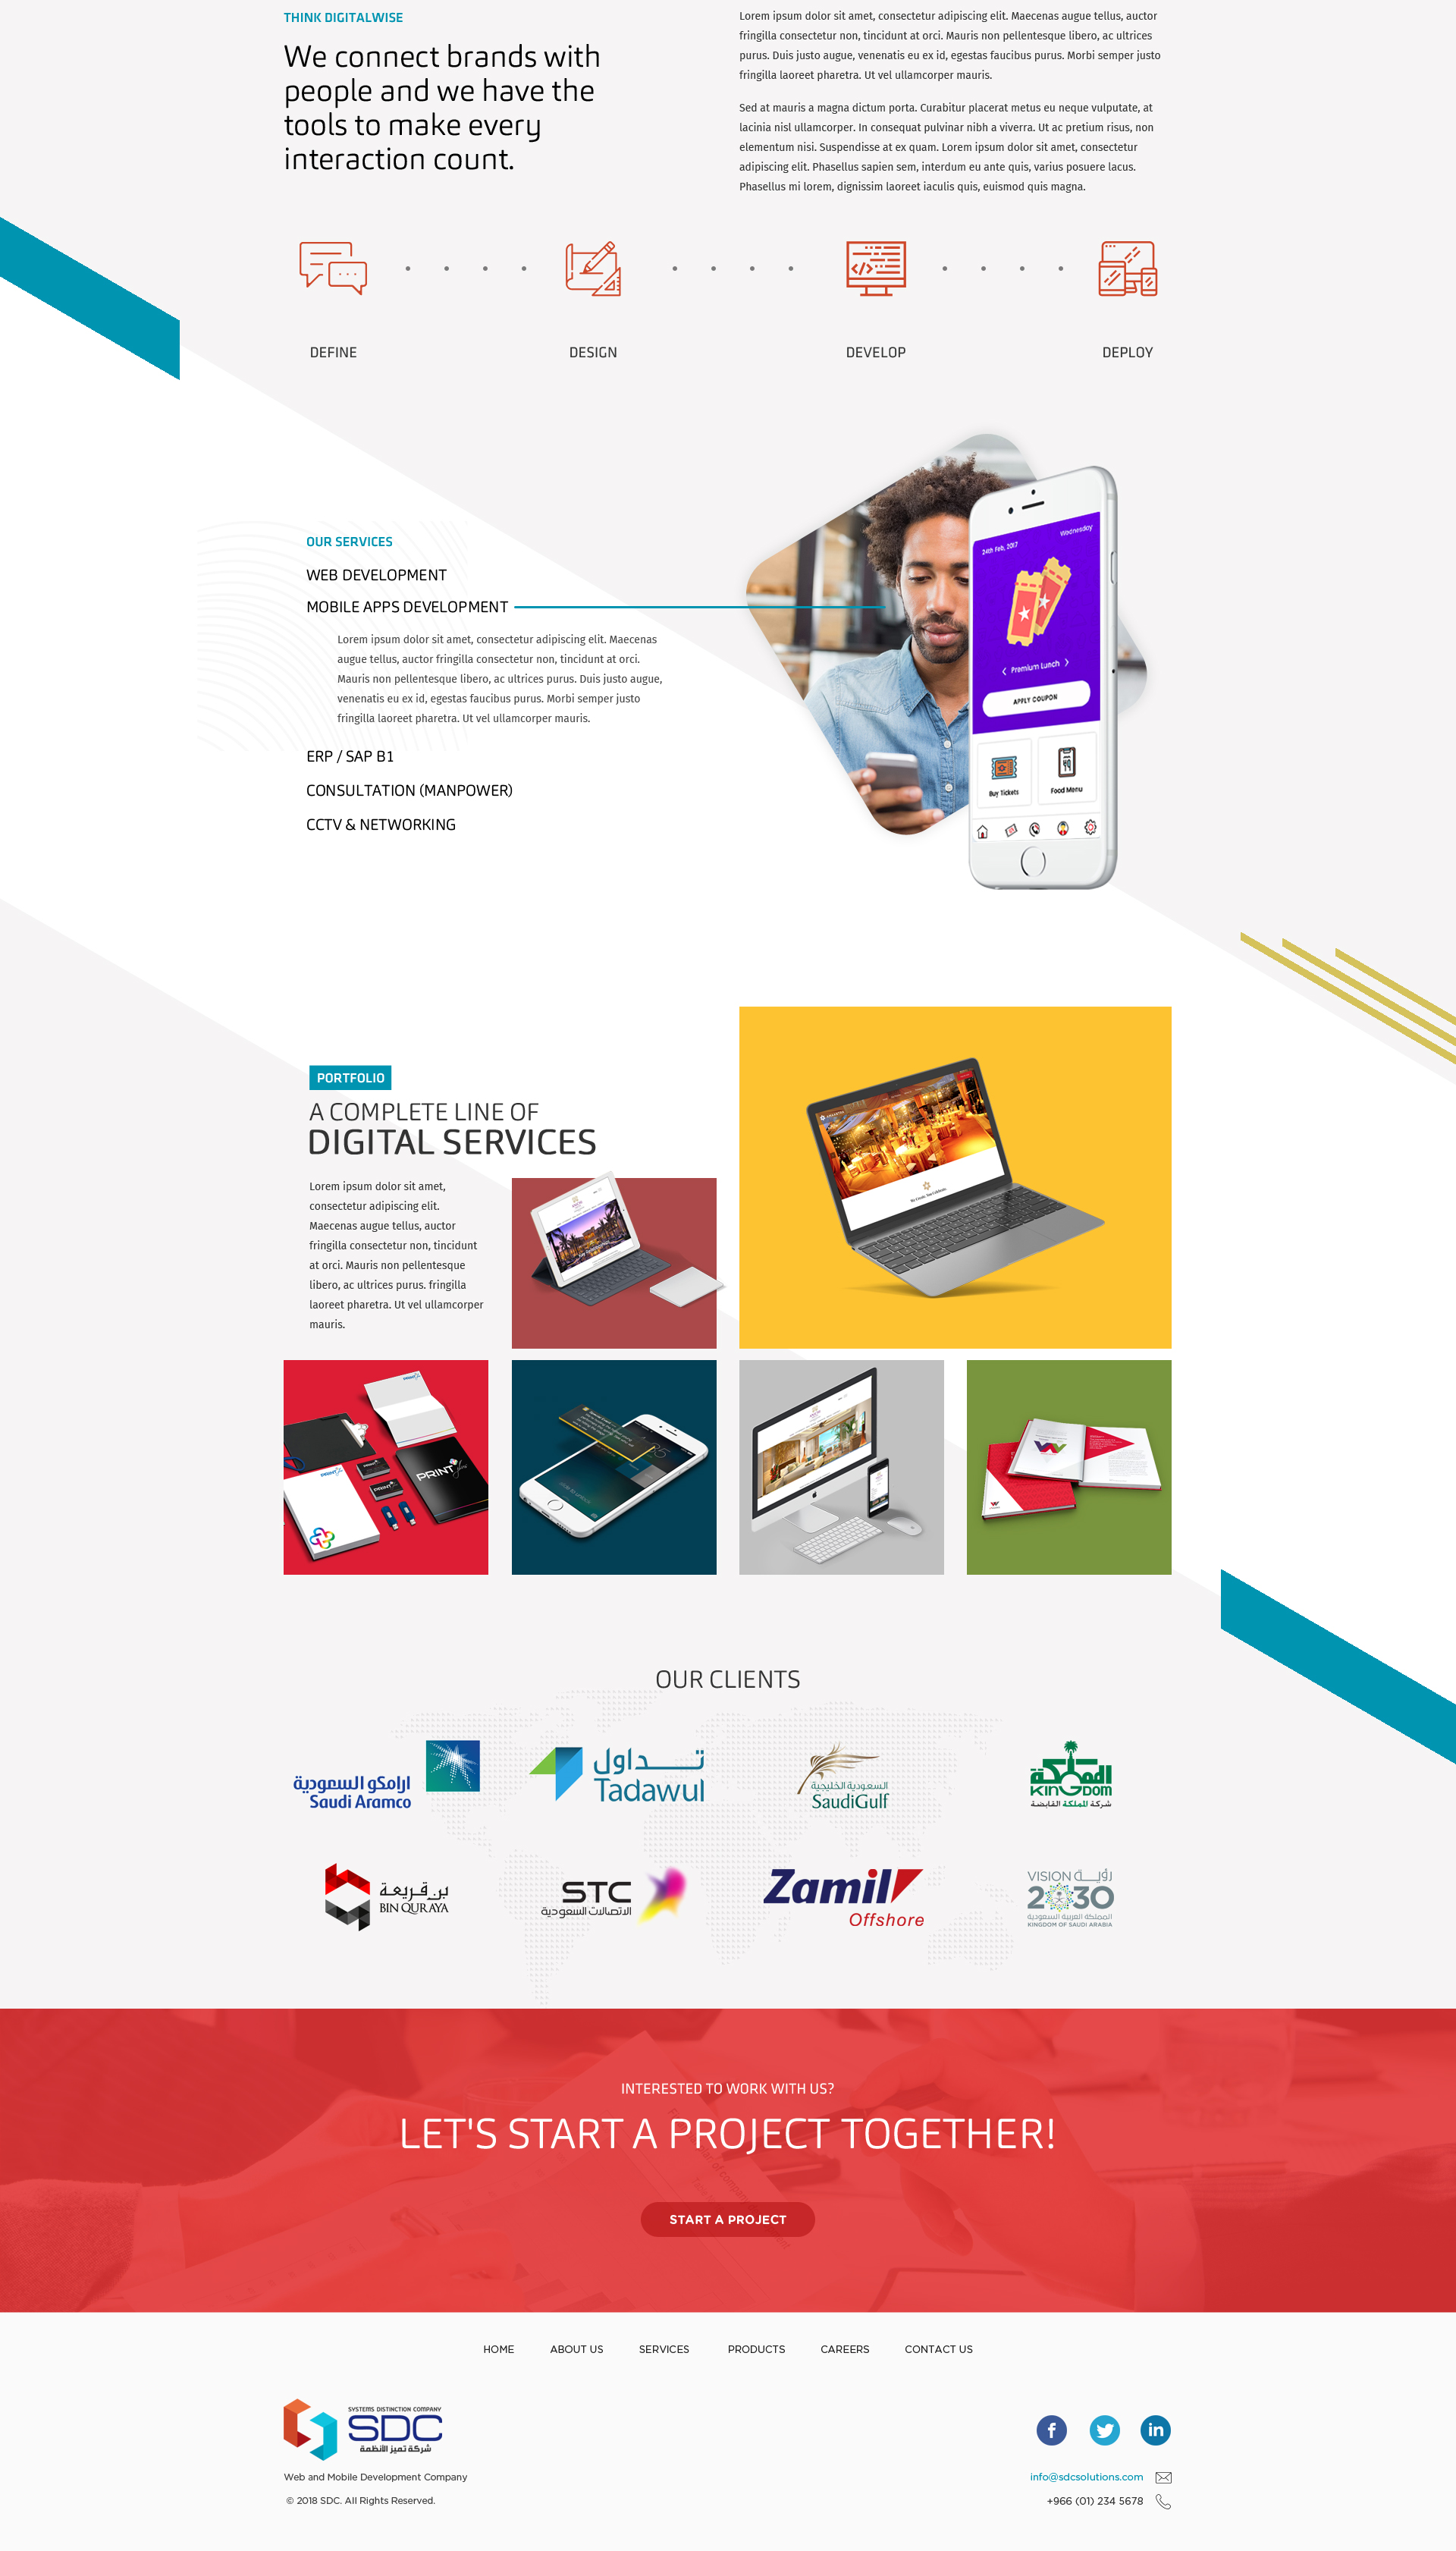 THINK DIGITALWISE
We connect brands with
people and we have the
tools to make every
interaction count.
Lorem ipsum dolor sit amet, consectetur adipiscing elit. Maecenas augue tellus, auctor
fringilla consectetur non, tincidunt at orci. Mauris non pellentesque libero, ac ultrices
purus. Duis justo augue, venenatis eu ex id, egestas faucibus purus. Morbi semper justo
fringilla laoreet pharetra. Ut vel ullamcorper mauris.
Sed at mauris a magna dictum porta. Curabitur placerat metus eu neque vulputate, at
lacinia nisl ullamcorper. In consequat pulvinar nibh a viverra. Ut ac pretium risus, non
elementum nisi. Suspendisse at ex quam. Lorem ipsum dolor sit amet, consectetur
adipiscing elit. Phasellus sapien sem, interdum eu ante quis, varius posuere lacus.
Phasellus mi lorem, dignissim laoreet iaculis quis, euismod quis magna.
DEFINE
DESIGN
DEVELOP
DEPLOY
OUR SERVICES
WEB DEVELOPMENT
MOBILE APPS DEVELOPMENT
Lorem ipsum dolor sit amet, consectetur adipiscing elit. Maecenas
augue tellus, auctor fringilla consectetur non, tincidunt at orci.
Mauris non pellentesque libero, ac ultrices purus. Duis justo augue,
venenatis eu ex id, egestas faucibus purus. Morbi semper justo
fringilla laoreet pharetra. Ut vel ullamcorper mauris.
ERP / SAP B1
CONSULTATION (MANPOWER)
CCTV & NETWORKING
24th Feb, 2017
Wednesday
Premium Lunch
APPLY COUPON
Buy Tickets
Food Menu
PORTFOLIO
A COMPLETE LINE OF
DIGITAL SERVICES
Lorem ipsum dolor sit amet,
consectetur adipiscing elit.
Maecenas augue tellus, auctor
fringilla consectetur non, tincidunt
at orci. Mauris non pellentesque
libero, ac ultrices purus. fringilla
laoreet pharetra. Ut vel ullamcorper
mauris.
PRINT
OUR CLIENTS
ارامكو السعودية
Saudi Aramco
تـداول
Tadawul
السعودية الخليجية
SaudiGulf
المملكة
KINGDOM
شركة المملكة القابضة
بن قريعة
BIN QURAYA
STC
الاتصالات السعودية
Zamil
Offshore
VISION رؤيـة
2030
المملكة العربية السعودية
KINGDOM OF SAUDI ARABIA
INTERESTED TO WORK WITH US?
LET'S START A PROJECT TOGETHER!
START A PROJECT
HOME
ABOUT US
SERVICES
PRODUCTS
CAREERS
CONTACT US
SYSTEMS DISTINCTION COMPANY
SDC
شركة تميز الأنظمة
Web and Mobile Development Company
© 2018 SDC. All Rights Reserved.
info@sdcsolutions.com
+966 (01) 234 5678